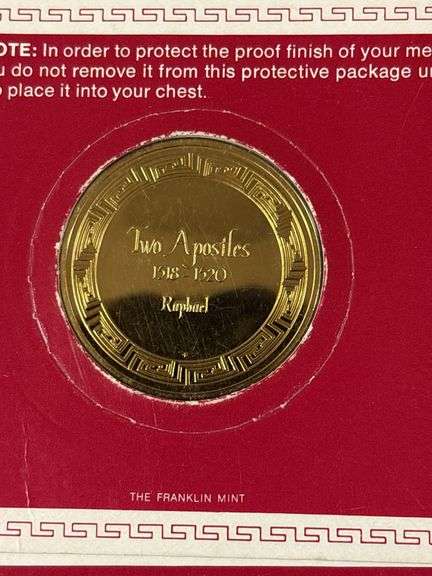 OTE: In order to protect the proof finish of your me
u do not remove it from this protective package un
o place it into your chest.
Two Apostles
1518-1520
Raphael
THE FRANKLIN MINT